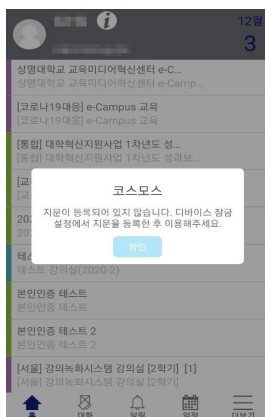 12월
3
상명대학교 교육미디어혁신센터 e-C...
상명대학교 교육미디어혁신센터 e-Camp...
[코로나19대응] e-Campus 교육
[코로나19대응] e-Campus 교육
[통합] 대학혁신지원사업 1차년도 성...
[통합] 대학혁신지원사업 1차년도 성과보...
[교
[교
코스모스
지문이 등록되어 있지 않습니다. 디바이스 잠금
설정에서 지문을 등록한 후 이용해주세요.
확인
202
20
테스
테스트 강의실(2020-2)
본인인증 테스트
본인인증 테스트
본인인증 테스트 2
본인인증 테스트 2
[서울] 강의녹화시스템 강의실 [2학기] [1]
[서울] 강의녹화시스템 강의실 [2학기]
홈
대화
알림
일정
더보기